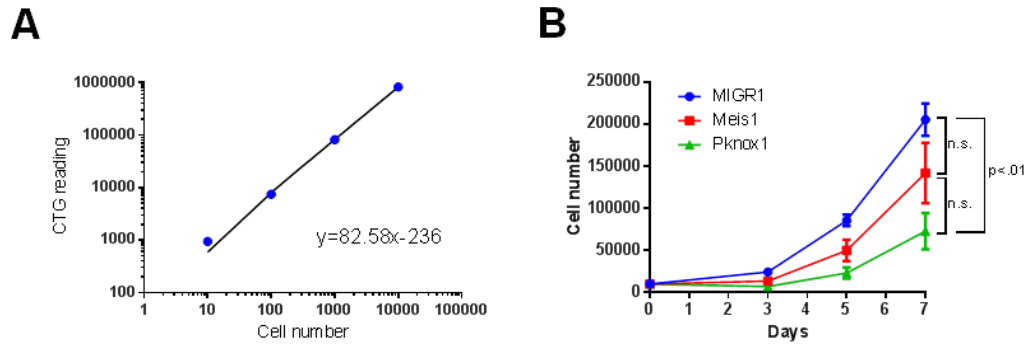 A
CTG reading
1000000
100000
10000
1000
100
y=82.58x-236
1 10 100 1000 10000 100000
Cell number
B
Cell number
250000
200000
150000
100000
50000
0
MIGR1
Meis1
Pknox1
n.s.
n.s.
p<.01
0 1 2 3 4 5 6 7
Days